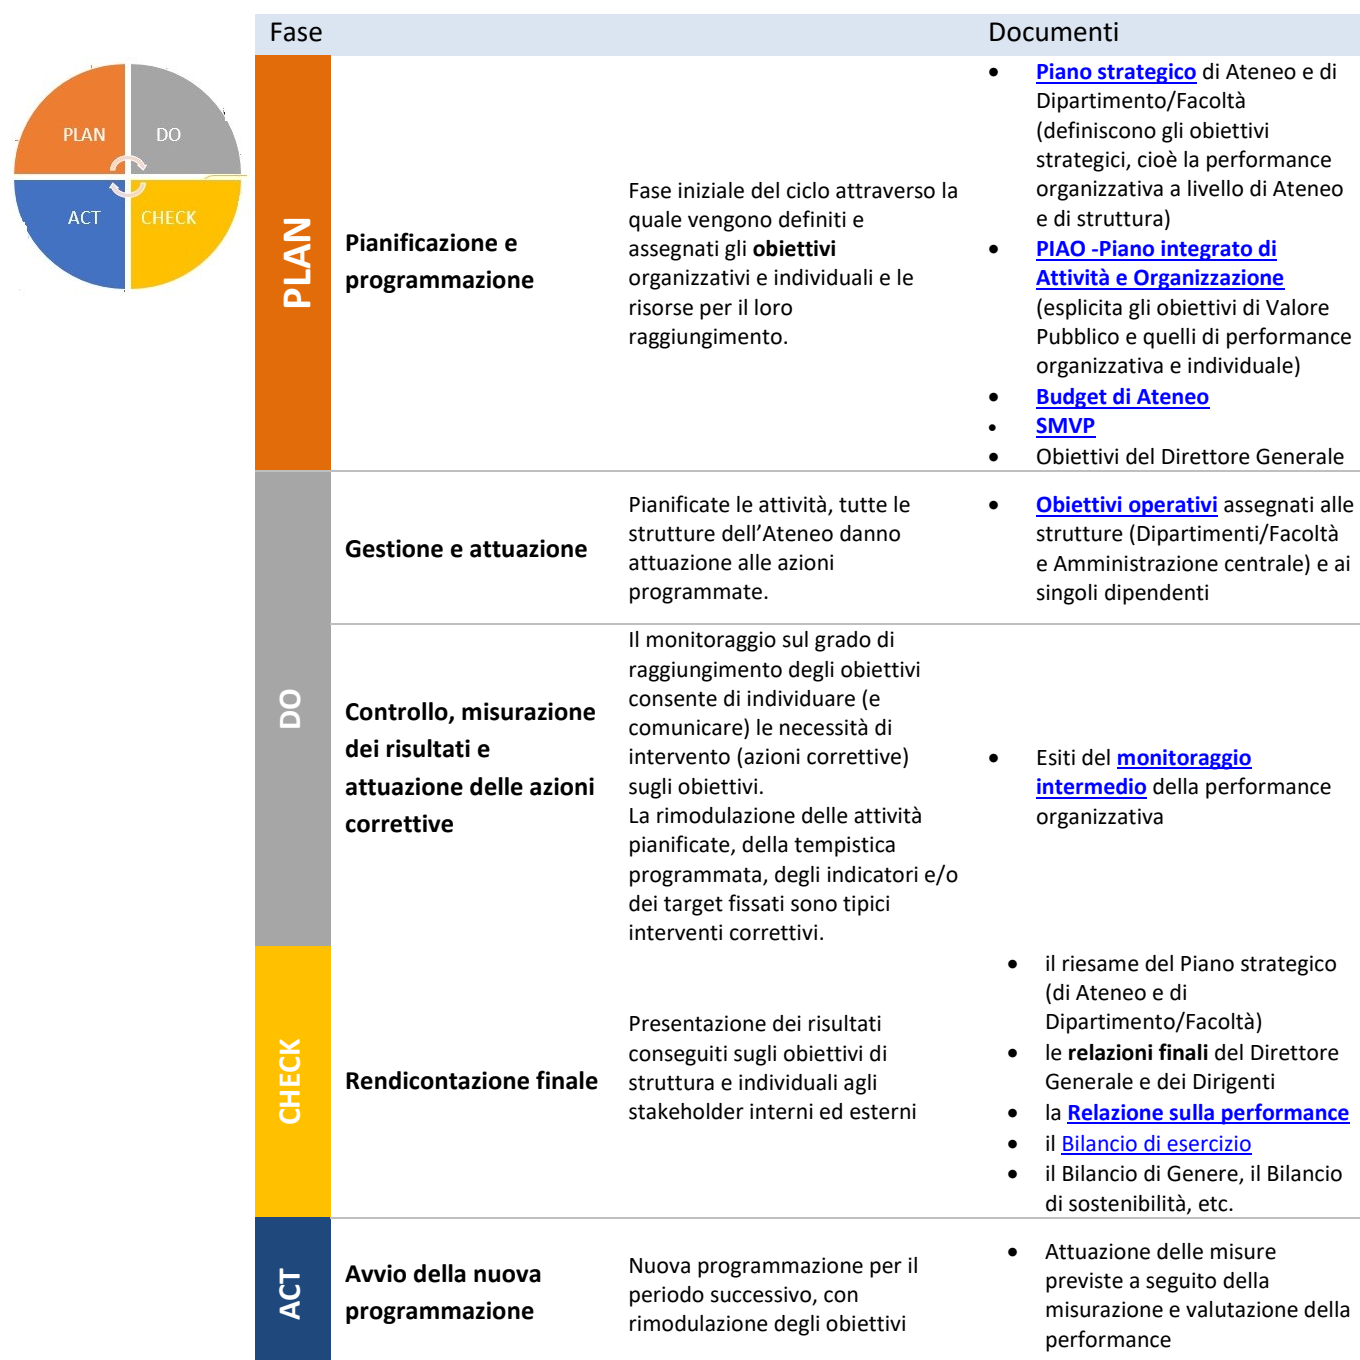 PLAN
DO
ACT
CHECK
Fase
Documenti
PLAN
Pianificazione e
programmazione
Fase iniziale del ciclo attraverso la
quale vengono definiti e
assegnati gli obiettivi
organizzativi e individuali e le
risorse per il loro
raggiungimento.
• Piano strategico di Ateneo e di
Dipartimento/Facoltà
(definiscono gli obiettivi
strategici, cioè la performance
organizzativa a livello di Ateneo
e di struttura)
• PIAO -Piano integrato di
Attività e Organizzazione
(esplicita gli obiettivi di Valore
Pubblico e quelli di performance
organizzativa e individuale)
• Budget di Ateneo
• SMVP
• Obiettivi del Direttore Generale
DO
Gestione e attuazione
Pianificate le attività, tutte le
strutture dell’Ateneo danno
attuazione alle azioni
programmate.
• Obiettivi operativi assegnati alle
strutture (Dipartimenti/Facoltà
e Amministrazione centrale) e ai
singoli dipendenti
Controllo, misurazione
dei risultati e
attuazione delle azioni
correttive
Il monitoraggio sul grado di
raggiungimento degli obiettivi
consente di individuare (e
comunicare) le necessità di
intervento (azioni correttive)
sugli obiettivi.
La rimodulazione delle attività
pianificate, della tempistica
programmata, degli indicatori e/o
dei target fissati sono tipici
interventi correttivi.
• Esiti del monitoraggio
intermedio della performance
organizzativa
CHECK
Rendicontazione finale
Presentazione dei risultati
conseguiti sugli obiettivi di
struttura e individuali agli
stakeholder interni ed esterni
• il riesame del Piano strategico
(di Ateneo e di
Dipartimento/Facoltà)
• le relazioni finali del Direttore
Generale e dei Dirigenti
• la Relazione sulla performance
• il Bilancio di esercizio
• il Bilancio di Genere, il Bilancio
di sostenibilità, etc.
ACT
Avvio della nuova
programmazione
Nuova programmazione per il
periodo successivo, con
rimodulazione degli obiettivi
• Attuazione delle misure
previste a seguito della
misurazione e valutazione della
performance